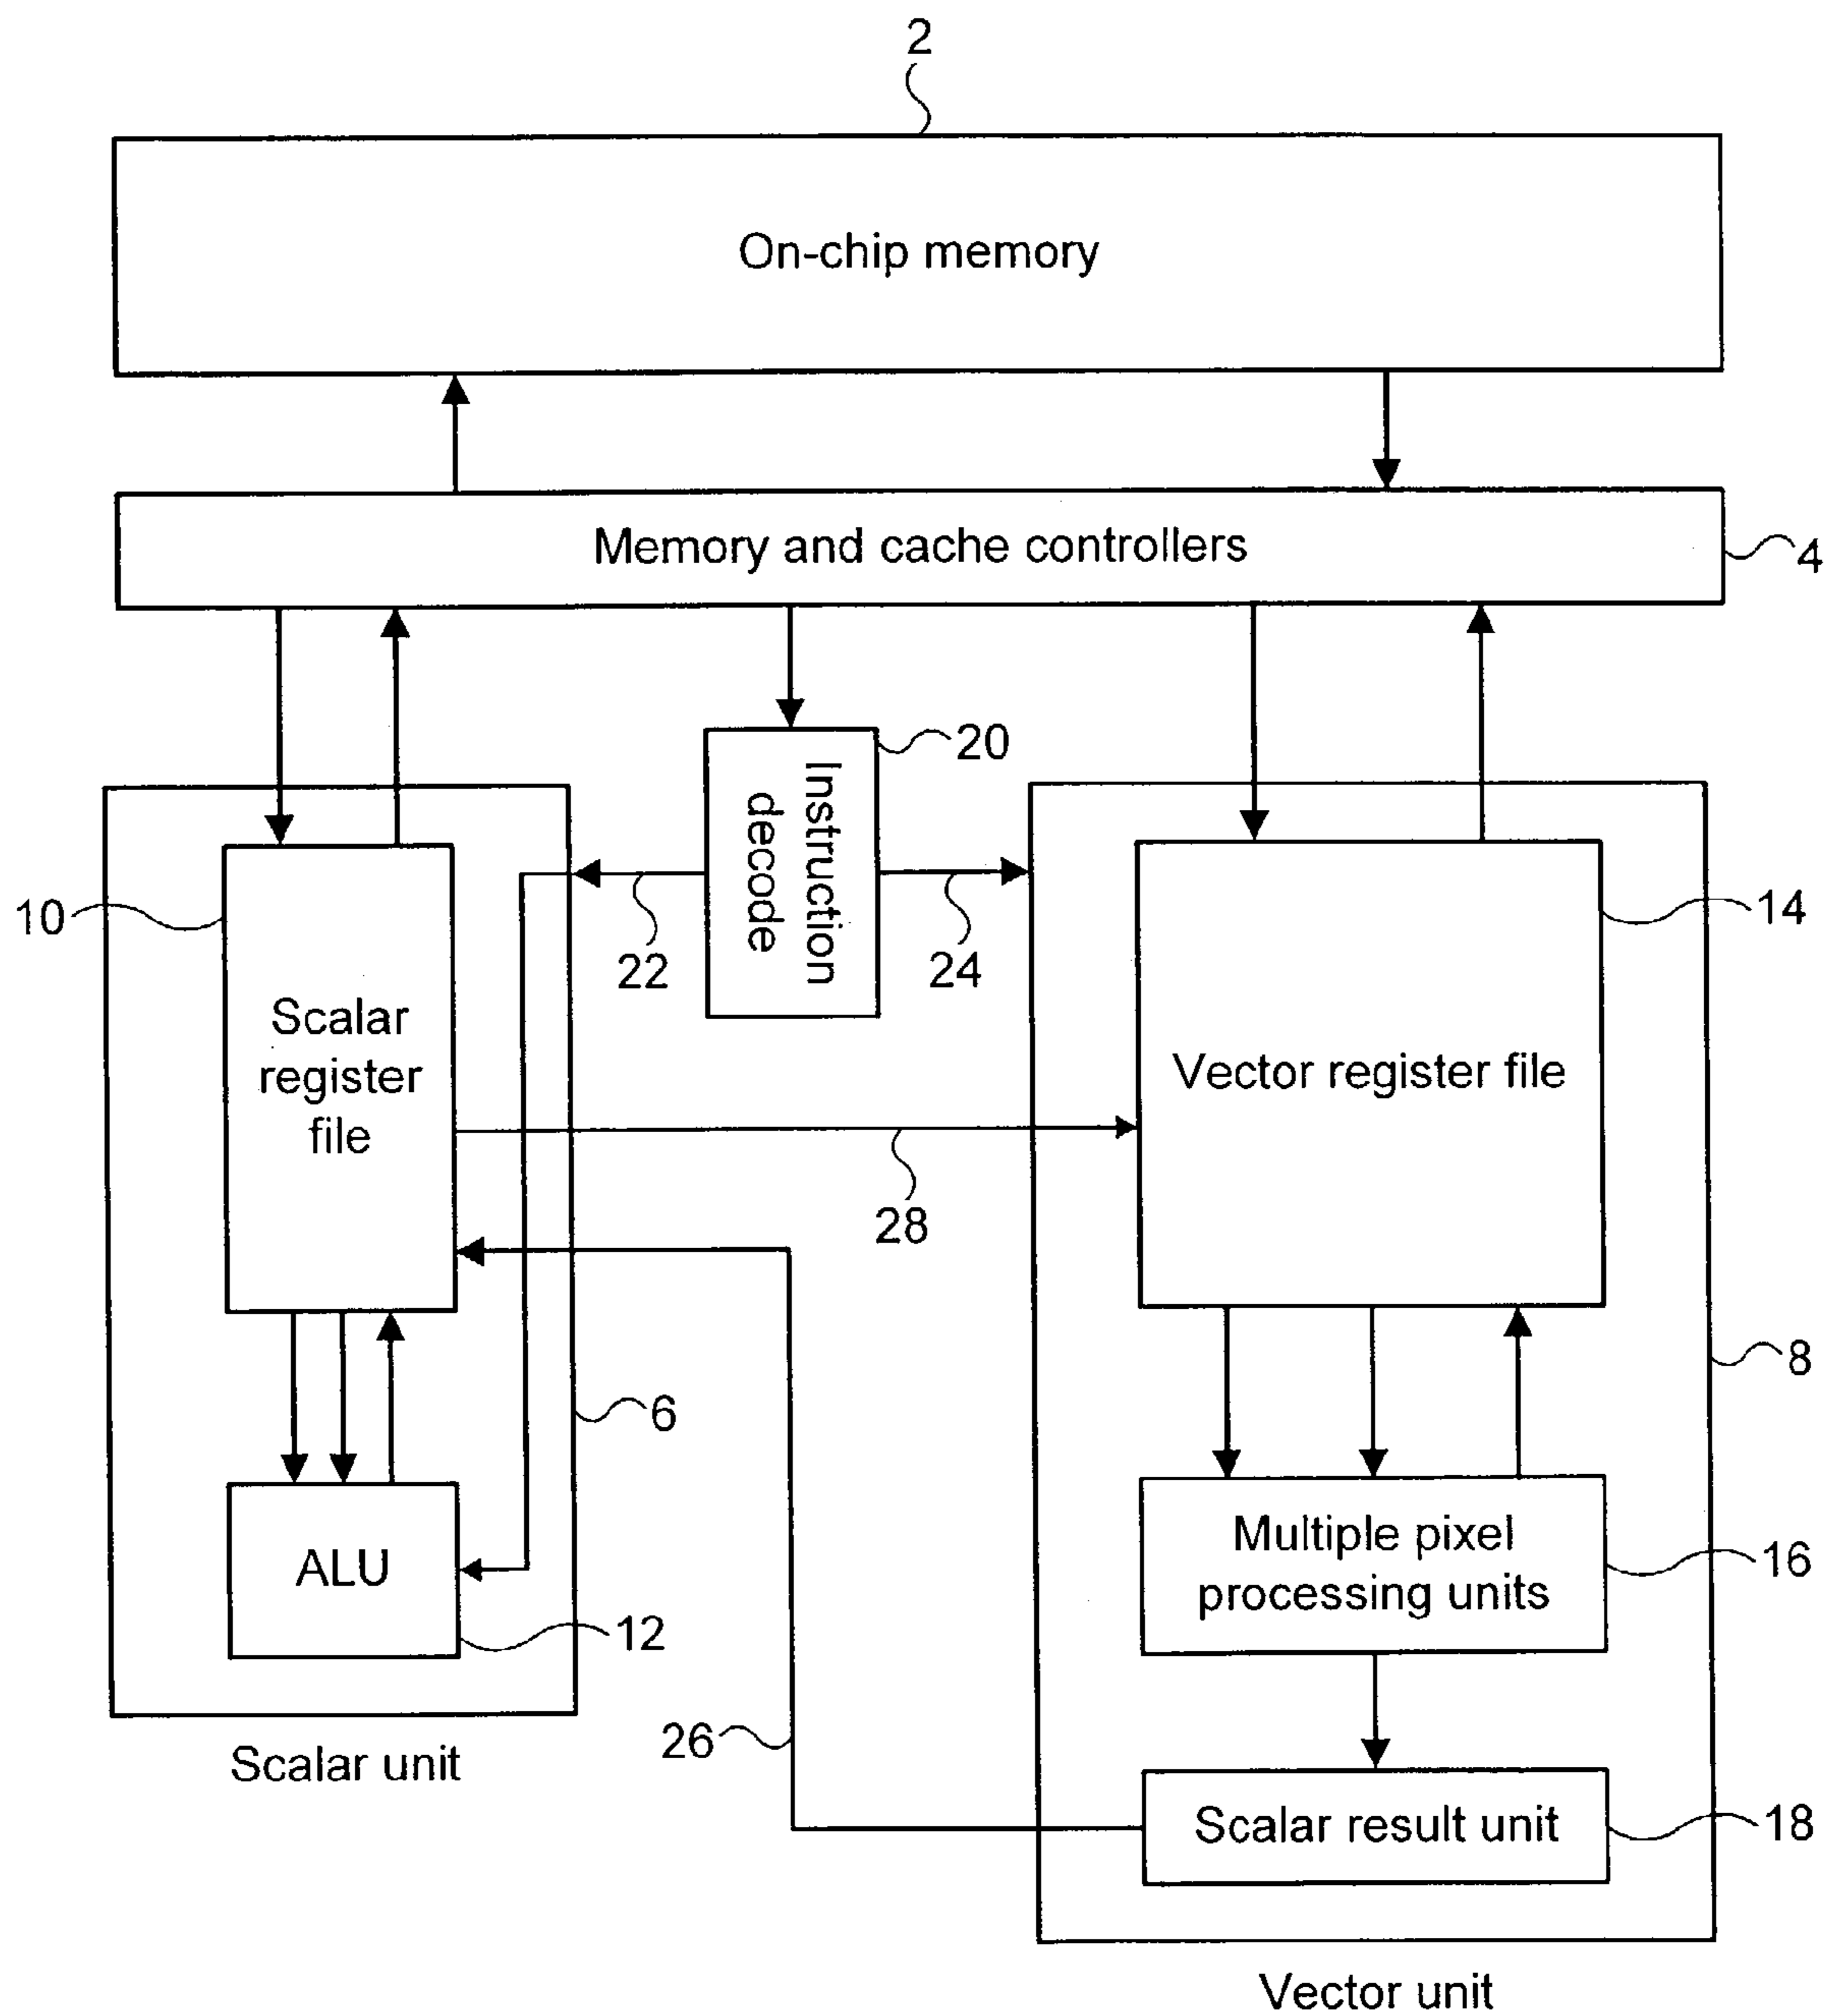 2
On-chip memory
Memory and cache controllers
4
20
Instruction
decode
10
22
24
14
Scalar
register
file
Vector register file
28
8
6
ALU
Multiple pixel
processing units
16
12
26
Scalar unit
Scalar result unit
18
Vector unit